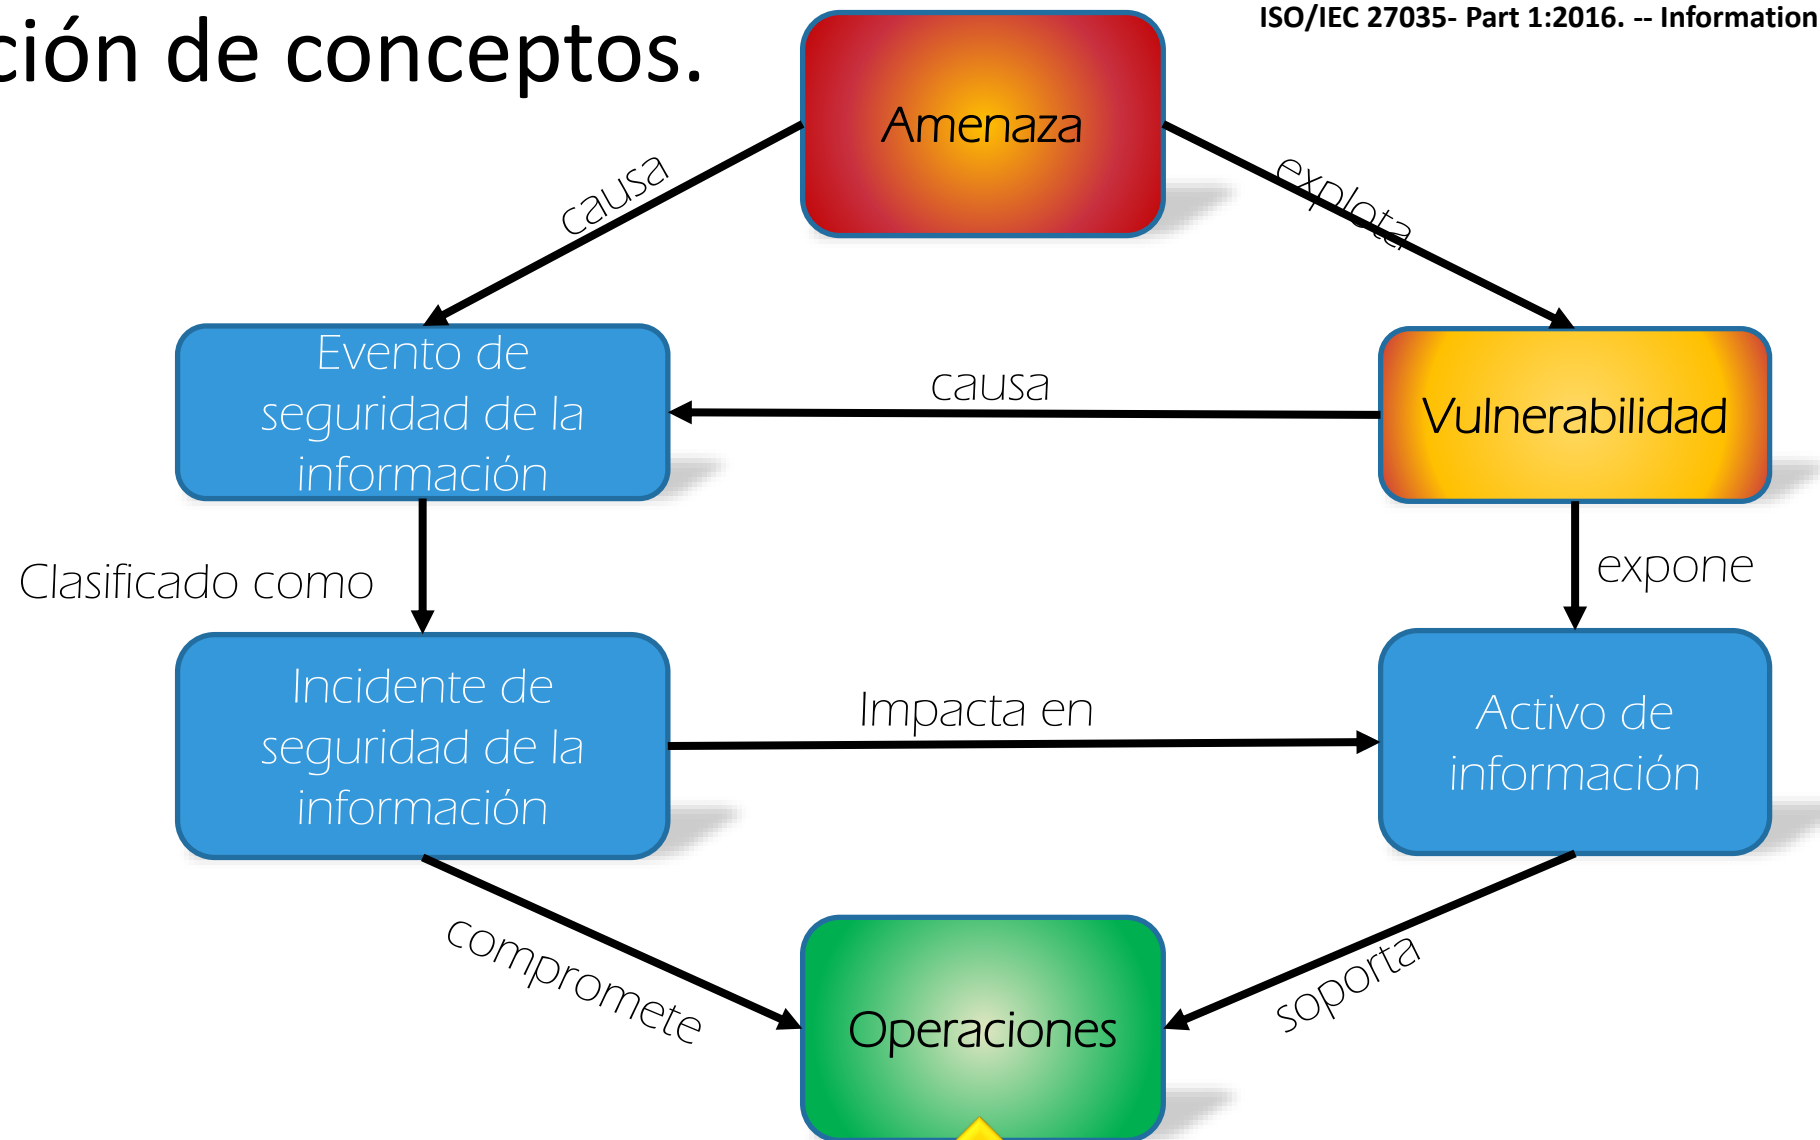 ISO/IEC 27035- Part 1:2016. -- Information
ción de conceptos.
Amenaza
causa
explota
Evento de
seguridad de la
información
causa
Vulnerabilidad
Clasificado como
expone
Incidente de
seguridad de la
información
Impacta en
Activo de
información
compromete
soporta
Operaciones